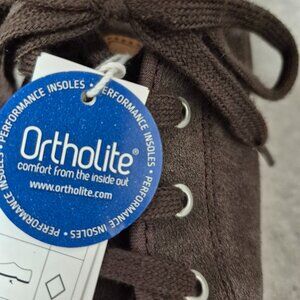 • PERFORMANCE INSOLES • PERFORMANCE INSOLES •
Ortholite®
comfort from the inside out
www.ortholite.com
PERFORMANCE INSOLES